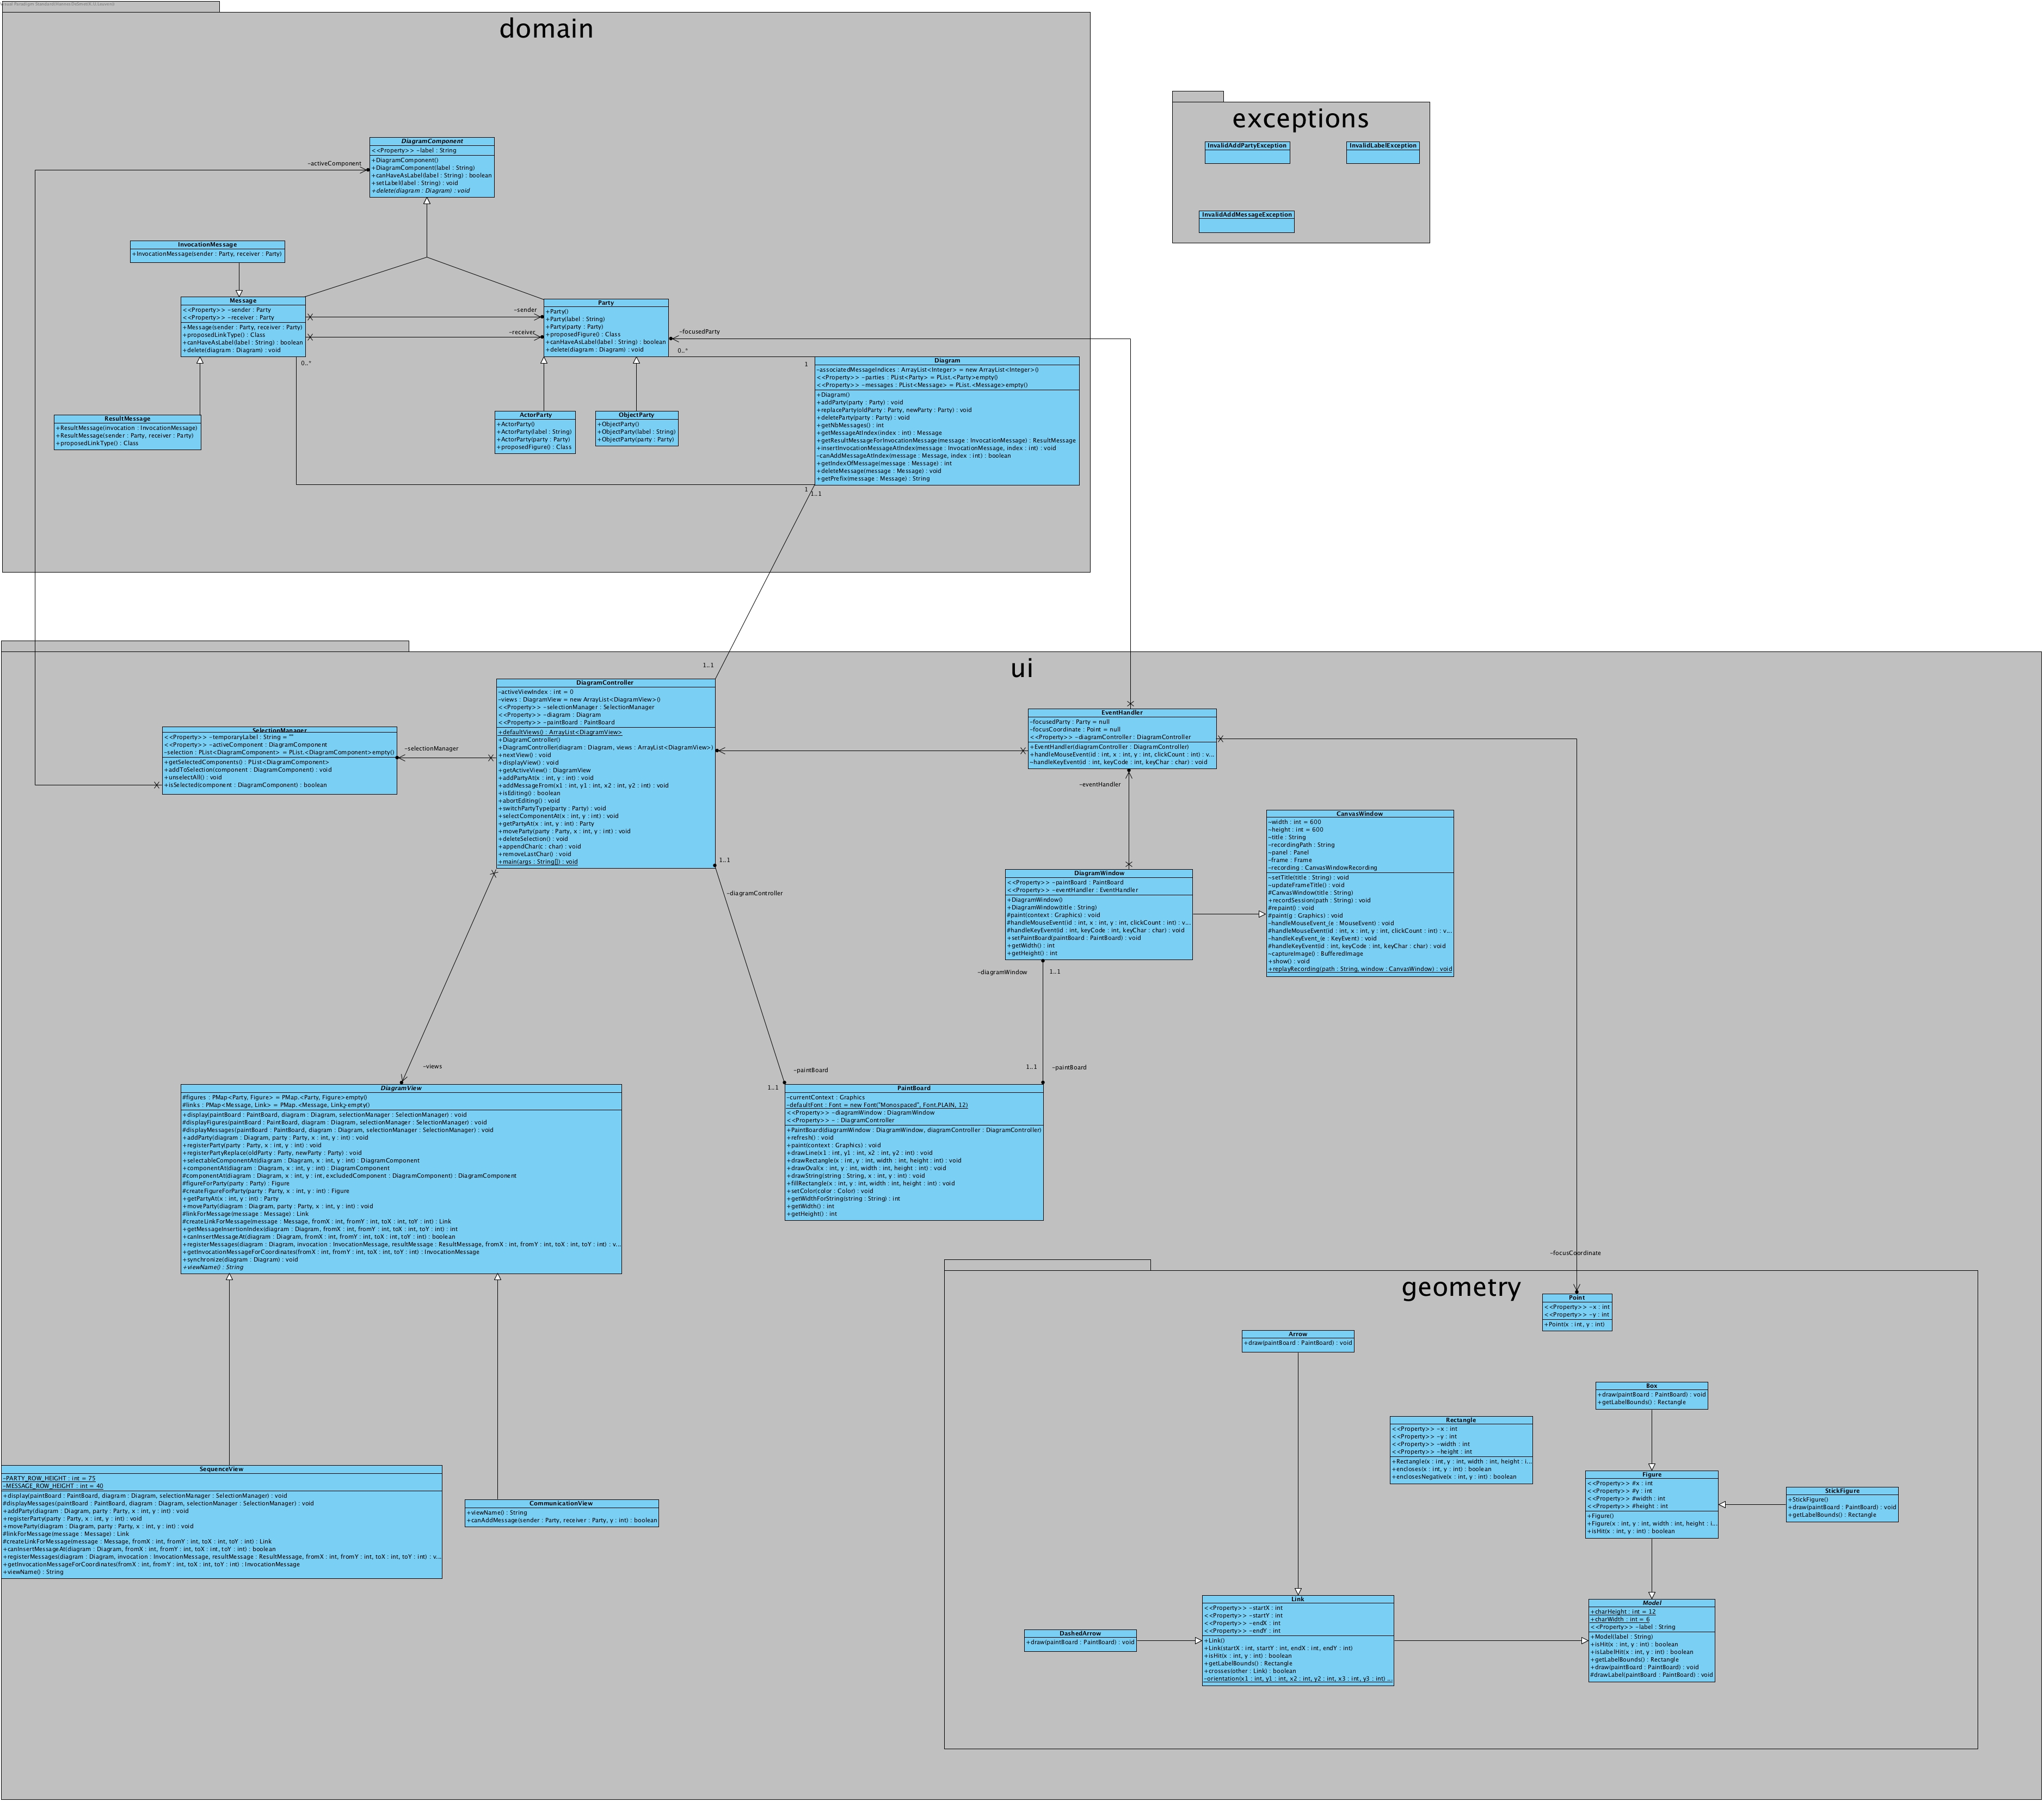 domain
exceptions
InvalidAddPartyException
InvalidLabelException
InvalidAddMessageException
-activeComponent
DiagramComponent
<<Property>> -label : String
+DiagramComponent()
+DiagramComponent(label : String)
+canHaveAsLabel(label : String) : boolean
+setLabel(label : String) : void
+delete(diagram : Diagram) : void
InvocationMessage
+InvocationMessage(sender : Party, receiver : Party)
Message
<<Property>> -sender : Party
<<Property>> -receiver : Party
+Message(sender : Party, receiver : Party)
+proposedLinkType() : Class
+canHaveAsLabel(label : String) : boolean
+delete(diagram : Diagram) : void
-sender
-receiver
0..*
Party
+Party()
+Party(label : String)
+Party(party : Party)
+proposedFigure() : Class
+canHaveAsLabel(label : String) : boolean
+delete(diagram : Diagram) : void
-focusedParty
0..*
1
Diagram
-associatedMessageIndices : ArrayList<Integer> = new ArrayList<Integer>()
<<Property>> -parties : PList<Party> = PList.<Party>empty()
<<Property>> -messages : PList<Message> = PList.<Message>empty()
+Diagram()
+addParty(party : Party) : void
+replaceParty(oldParty : Party, newParty : Party) : void
+deleteParty(party : Party) : void
+getNbMessages() : int
+getMessageAtIndex(index : int) : Message
+getResultMessageForInvocationMessage(message : InvocationMessage) : ResultMessage
+insertInvocationMessageAtIndex(message : InvocationMessage, index : int) : void
-canAddMessageAtIndex(message : Message, index : int) : boolean
+getIndexOfMessage(message : Message) : int
+deleteMessage(message : Message) : void
+getPrefix(message : Message) : String
1
1..1
ResultMessage
+ResultMessage(invocation : InvocationMessage)
+ResultMessage(sender : Party, receiver : Party)
+proposedLinkType() : Class
ActorParty
+ActorParty()
+ActorParty(label : String)
+ActorParty(party : Party)
+proposedFigure() : Class
ObjectParty
+ObjectParty()
+ObjectParty(label : String)
+ObjectParty(party : Party)
ui
1..1
DiagramController
-activeViewIndex : int = 0
-views : DiagramView = new ArrayList<DiagramView>()
<<Property>> -selectionManager : SelectionManager
<<Property>> -diagram : Diagram
<<Property>> -paintBoard : PaintBoard
+defaultViews() : ArrayList<DiagramView>
+DiagramController()
+DiagramController(diagram : Diagram, views : ArrayList<DiagramView>)
+nextView() : void
+displayView() : void
+getActiveView() : DiagramView
+addPartyAt(x : int, y : int) : void
+addMessageFrom(x1 : int, y1 : int, x2 : int, y2 : int) : void
+isEditing() : boolean
+abortEditing() : void
+switchPartyType(party : Party) : void
+selectComponentAt(x : int, y : int) : void
+getPartyAt(x : int, y : int) : Party
+moveParty(party : Party, x : int, y : int) : void
+deleteSelection() : void
+appendChar(c : char) : void
+removeLastChar() : void
+main(args : String[]) : void
SelectionManager
<<Property>> -temporaryLabel : String = ""
<<Property>> -activeComponent : DiagramComponent
-selection : PList<DiagramComponent> = PList.<DiagramComponent>empty()
+getSelectedComponents() : PList<DiagramComponent>
+addToSelection(component : DiagramComponent) : void
+unselectAll() : void
+isSelected(component : DiagramComponent) : boolean
-selectionManager
EventHandler
-focusedParty : Party = null
-focusCoordinate : Point = null
<<Property>> -diagramController : DiagramController
+EventHandler(diagramController : DiagramController)
+handleMouseEvent(id : int, x : int, y : int, clickCount : int) : v...
-handleKeyEvent(id : int, keyCode : int, keyChar : char) : void
-eventHandler
CanvasWindow
-width : int = 600
-height : int = 600
-title : String
-recordingPath : String
-panel : Panel
-frame : Frame
-recording : CanvasWindowRecording
-setTitle(title : String) : void
-updateFrameTitle() : void
#CanvasWindow(title : String)
+recordSession(path : String) : void
#repaint() : void
#paint(g : Graphics) : void
-handleMouseEvent_(e : MouseEvent) : void
#handleMouseEvent(id : int, x : int, y : int, clickCount : int) : v...
-handleKeyEvent_(e : KeyEvent) : void
#handleKeyEvent(id : int, keyCode : int, keyChar : char) : void
-captureImage() : BufferedImage
+show() : void
+replayRecording(path : String, window : CanvasWindow) : void
DiagramWindow
<<Property>> -paintBoard : PaintBoard
<<Property>> -eventHandler : EventHandler
+DiagramWindow()
+DiagramWindow(title : String)
#paint(context : Graphics) : void
#handleMouseEvent(id : int, x : int, y : int, clickCount : int) : v...
#handleKeyEvent(id : int, keyCode : int, keyChar : char) : void
+setPaintBoard(paintBoard : PaintBoard) : void
+getWidth() : int
+getHeight() : int
1..1
-diagramController
-diagramWindow
1..1
-views
-paintBoard
1..1
1..1
-paintBoard
DiagramView
#figures : PMap<Party, Figure> = PMap.<Party, Figure>empty()
#links : PMap<Message, Link> = PMap.<Message, Link>empty()
+display(paintBoard : PaintBoard, diagram : Diagram, selectionManager : SelectionManager) : void
#displayFigures(paintBoard : PaintBoard, diagram : Diagram, selectionManager : SelectionManager) : void
#displayMessages(paintBoard : PaintBoard, diagram : Diagram, selectionManager : SelectionManager) : void
+addParty(diagram : Diagram, party : Party, x : int, y : int) : void
+registerParty(party : Party, x : int, y : int) : void
+registerPartyReplace(oldParty : Party, newParty : Party) : void
+selectableComponentAt(diagram : Diagram, x : int, y : int) : DiagramComponent
+componentAt(diagram : Diagram, x : int, y : int) : DiagramComponent
#componentAt(diagram : Diagram, x : int, y : int, excludedComponent : DiagramComponent) : DiagramComponent
#figureForParty(party : Party) : Figure
#createFigureForParty(party : Party, x : int, y : int) : Figure
+getPartyAt(x : int, y : int) : Party
+moveParty(diagram : Diagram, party : Party, x : int, y : int) : void
#linkForMessage(message : Message) : Link
#createLinkForMessage(message : Message, fromX : int, fromY : int, toX : int, toY : int) : Link
+getMessageInsertionIndex(diagram : Diagram, fromX : int, fromY : int, toX : int, toY : int) : int
+canInsertMessageAt(diagram : Diagram, fromX : int, fromY : int, toX : int, toY : int) : boolean
+registerMessages(diagram : Diagram, invocation : InvocationMessage, resultMessage : ResultMessage, fromX : int, fromY : int, toX : int, toY : int) : v...
+getInvocationMessageForCoordinates(fromX : int, fromY : int, toX : int, toY : int) : InvocationMessage
+synchronize(diagram : Diagram) : void
+viewName() : String
PaintBoard
-currentContext : Graphics
-defaultFont : Font = new Font("Monospaced", Font.PLAIN, 12)
<<Property>> -diagramWindow : DiagramWindow
<<Property>> - : DiagramController
+PaintBoard(diagramWindow : DiagramWindow, diagramController : DiagramController)
+refresh() : void
+paint(context : Graphics) : void
+drawLine(x1 : int, y1 : int, x2 : int, y2 : int) : void
+drawRectangle(x : int, y : int, width : int, height : int) : void
+drawOval(x : int, y : int, width : int, height : int) : void
+drawString(string : String, x : int, y : int) : void
+fillRectangle(x : int, y : int, width : int, height : int) : void
+setColor(color : Color) : void
+getWidthForString(string : String) : int
+getWidth() : int
+getHeight() : int
SequenceView
-PARTY_ROW_HEIGHT : int = 75
-MESSAGE_ROW_HEIGHT : int = 40
+display(paintBoard : PaintBoard, diagram : Diagram, selectionManager : SelectionManager) : void
#displayMessages(paintBoard : PaintBoard, diagram : Diagram, selectionManager : SelectionManager) : void
+addParty(diagram : Diagram, party : Party, x : int, y : int) : void
+registerParty(party : Party, x : int, y : int) : void
+moveParty(diagram : Diagram, party : Party, x : int, y : int) : void
#linkForMessage(message : Message) : Link
#createLinkForMessage(message : Message, fromX : int, fromY : int, toX : int, toY : int) : Link
+canInsertMessageAt(diagram : Diagram, fromX : int, fromY : int, toX : int, toY : int) : boolean
+registerMessages(diagram : Diagram, invocation : InvocationMessage, resultMessage : ResultMessage, fromX : int, fromY : int, toX : int, toY : int) : v...
+getInvocationMessageForCoordinates(fromX : int, fromY : int, toX : int, toY : int) : InvocationMessage
+viewName() : String
CommunicationView
+viewName() : String
+canAddMessage(sender : Party, receiver : Party, y : int) : boolean
geometry
-focusCoordinate
Point
<<Property>> -x : int
<<Property>> -y : int
+Point(x : int, y : int)
Arrow
+draw(paintBoard : PaintBoard) : void
Box
+draw(paintBoard : PaintBoard) : void
+getLabelBounds() : Rectangle
Rectangle
<<Property>> -x : int
<<Property>> -y : int
<<Property>> -width : int
<<Property>> -height : int
+Rectangle(x : int, y : int, width : int, height : i...
+encloses(x : int, y : int) : boolean
+enclosesNegative(x : int, y : int) : boolean
Figure
<<Property>> #x : int
<<Property>> #y : int
<<Property>> #width : int
<<Property>> #height : int
+Figure()
+Figure(x : int, y : int, width : int, height : i...
+isHit(x : int, y : int) : boolean
StickFigure
+StickFigure()
+draw(paintBoard : PaintBoard) : void
+getLabelBounds() : Rectangle
Link
<<Property>> -startX : int
<<Property>> -startY : int
<<Property>> -endX : int
<<Property>> -endY : int
+Link()
+Link(startX : int, startY : int, endX : int, endY : int)
+isHit(x : int, y : int) : boolean
+getLabelBounds() : Rectangle
+crosses(other : Link) : boolean
-orientation(x1 : int, y1 : int, x2 : int, y2 : int, x3 : int, y3 : int) ...
DashedArrow
+draw(paintBoard : PaintBoard) : void
Model
+charHeight : int = 12
+charWidth : int = 6
<<Property>> -label : String
+Model(label : String)
+isHit(x : int, y : int) : boolean
+isLabelHit(x : int, y : int) : boolean
+getLabelBounds() : Rectangle
+draw(paintBoard : PaintBoard) : void
#drawLabel(paintBoard : PaintBoard) : void